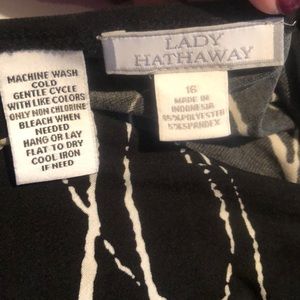 LADY
HATHAWAY
MACHINE WASH
COLD
GENTLE CYCLE
WITH LIKE COLORS
ONLY NON CHLORINE
BLEACH WHEN
NEEDED
HANG OR LAY
FLAT TO DRY
COOL IRON
IF NEED
16
MADE IN
INDONESIA
95%POLYESTER
5%SPANDEX